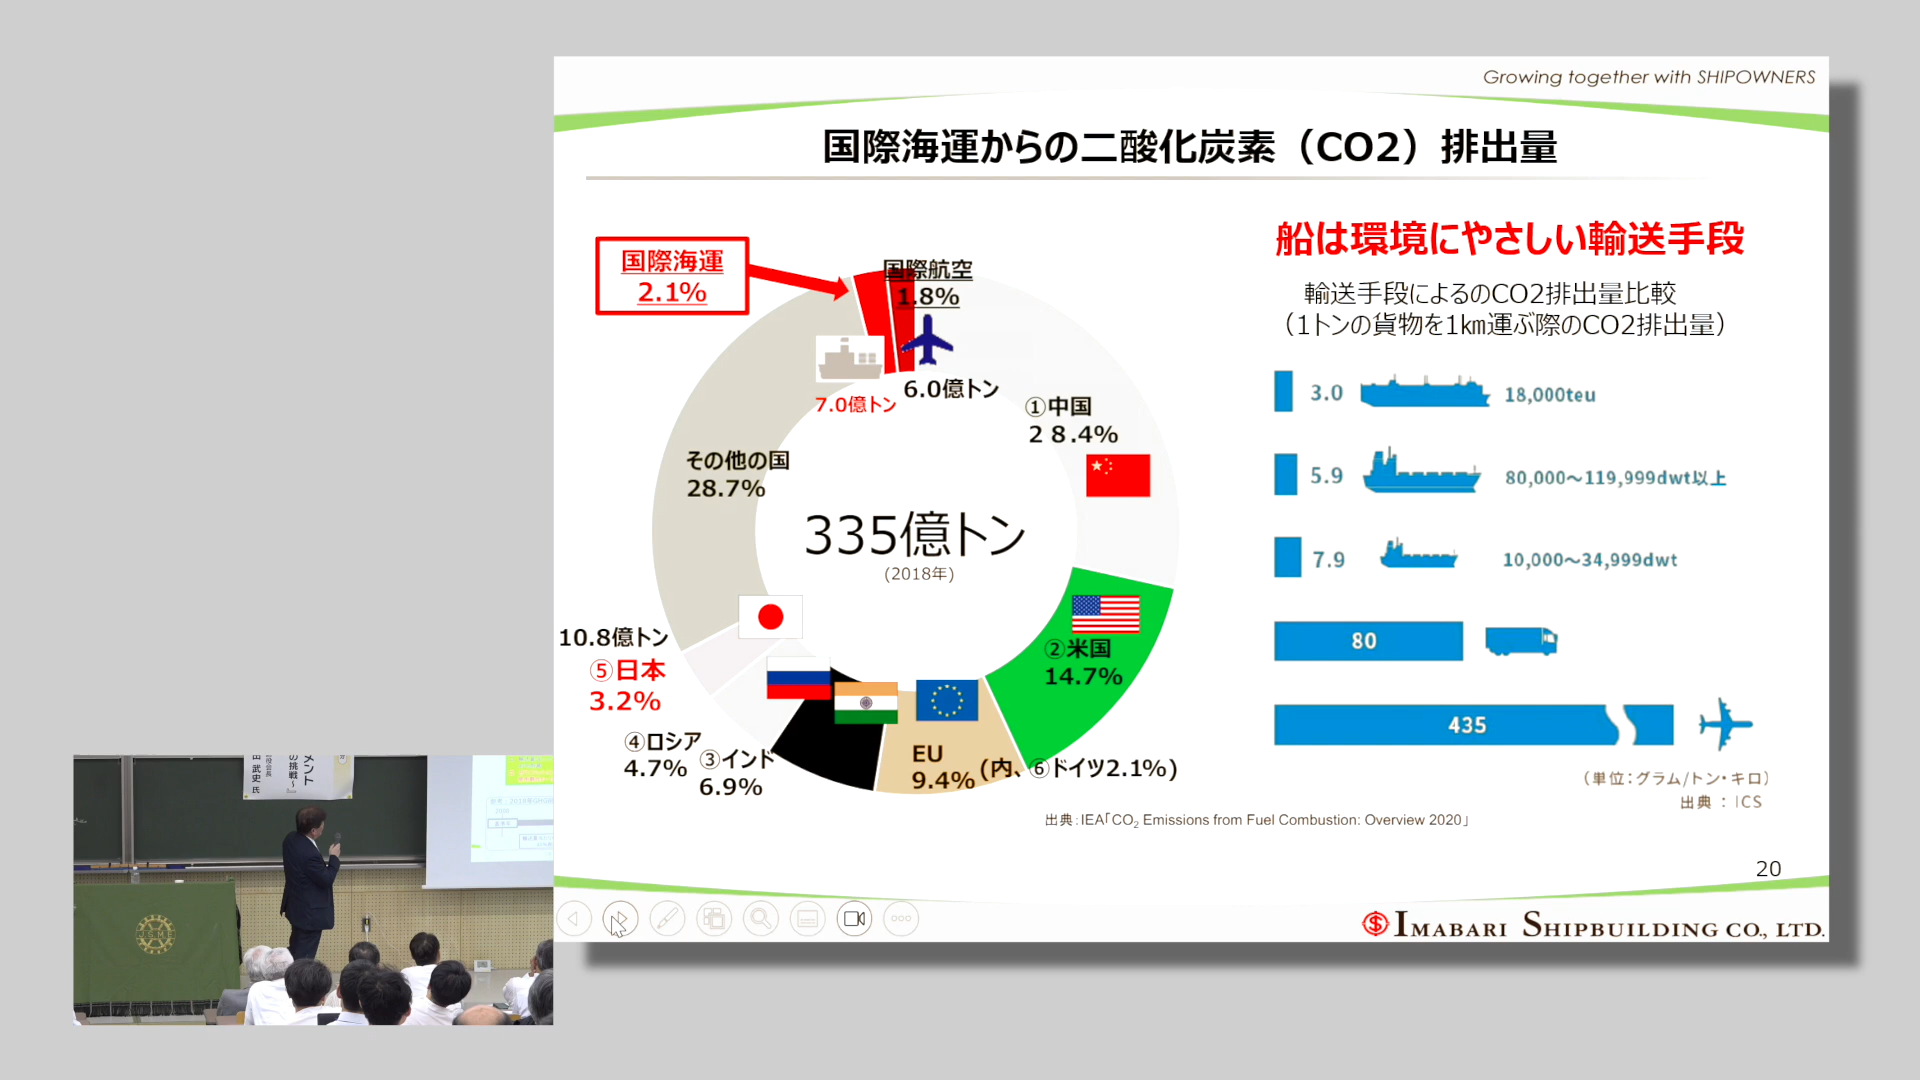 Growing together with SHIPOWNERS
国際海運からの二酸化炭素（CO2）排出量
国際海運
2.1%
国際航空
1.8%
7.0億トン
6.0億トン
①中国
２８.4%
その他の国
28.7%
335億トン
(2018年)
②米国
14.7%
10.8億トン
⑤日本
3.2%
④ロシア
4.7%
③インド
6.9%
EU
9.4%
(内、⑥ドイツ2.1%)
出典：IEA「CO₂ Emissions from Fuel Combustion: Overview 2020」
船は環境にやさしい輸送手段
輸送手段によるのCO2排出量比較
（1トンの貨物を1㎞運ぶ際のCO2排出量）
3.0 18,000teu
5.9 80,000～119,999dwt以上
7.9 10,000～34,999dwt
80
435
（単位：グラム/トン・キロ）
出典：ICS
20
IMABARI SHIPBUILDING CO., LTD.
メント
の挑戦～
武史 氏
J.S.M.E